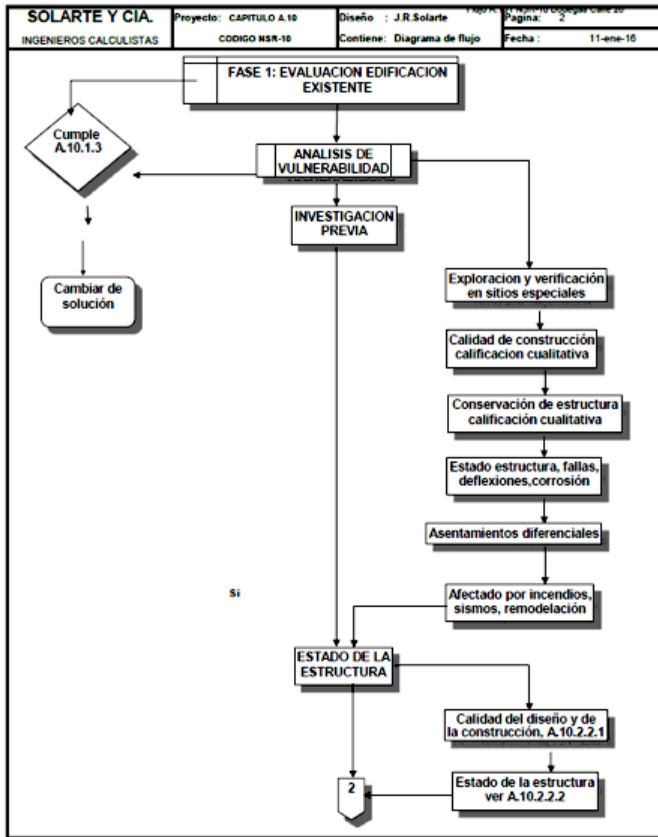 SOLARTE Y CIA.
INGENIEROS CALCULISTAS
Proyecto: CAPITULO A.10
CODIGO NSR-10
Diseño : J.R.Solarte
Contiene: Diagrama de flujo
Pagina: 2
Fecha : 11-ene-16
FASE 1: EVALUACION EDIFICACION
EXISTENTE
Cumple
A.10.1.3
ANALISIS DE
VULNERABILIDAD
INVESTIGACION
PREVIA
Cambiar de
solución
Exploracion y verificación
en sitios especiales
Calidad de construcción
calificacion cualitativa
Conservación de estructura
calificación cualitativa
Estado estructura, fallas,
deflexiones,corrosión
Asentamientos diferenciales
Si
Afectado por incendios,
sismos, remodelación
ESTADO DE LA
ESTRUCTURA
Calidad del diseño y de
la construcción, A.10.2.2.1
2
Estado de la estructura
ver A.10.2.2.2